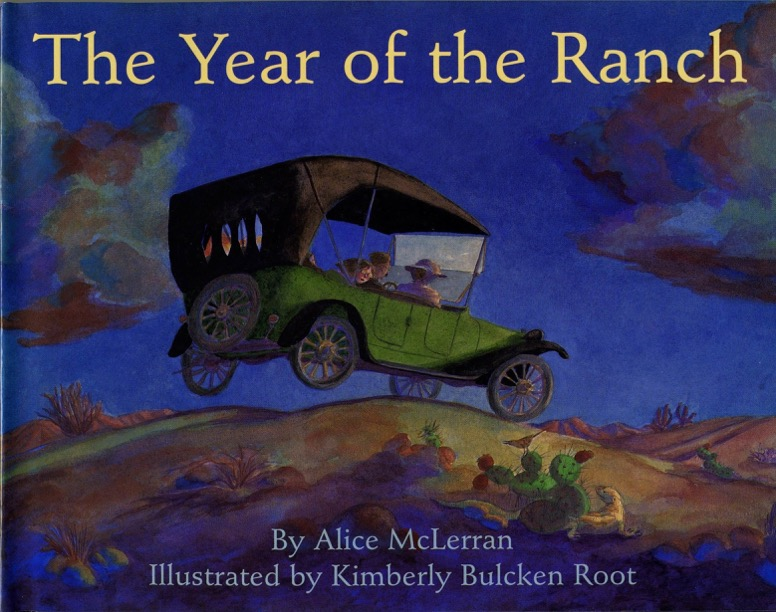 The Year of the Ranch
By Alice McLerran
Illustrated by Kimberly Bulcken Root